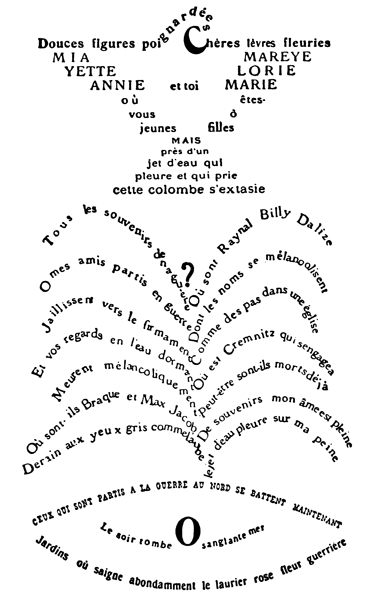 Douces figures poignardées Chères lèvres fleuries
MIA MAREYE
YETTE LORIE
ANNIE et toi MARIE
où êtes-
vous ô
jeunes filles
MAIS
près d'un
jet d'eau qui
pleure et qui prie
cette colombe s'extasie
Tous les souvenirs de naguère
O mes amis partis en guerre
Jaillissent vers le firmament
Et vos regards en l'eau dormant
Meurent mélancoliquement
Où sont-ils Braque et Max Jacob
Derain aux yeux gris comme l'aube
?
Où sont Raynal Billy Dalize
Dont les noms se mélancolisent
Comme des pas dans une église
Où est Cremnitz qui s'engagea
Peut-être sont-ils morts déjà
De souvenirs mon âme est pleine
le jet d'eau pleure sur ma peine
CEUX QUI SONT PARTIS A LA GUERRE AU NORD SE BATTENT MAINTENANT
Le soir tombe O sanglante mer
Jardins où saigne abondamment le laurier rose fleur guerrière